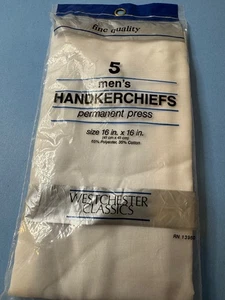 fine quality
5
men's
HANDKERCHIEFS
permanent press
size 16 in. x 16 in.
WESTCHESTER
CLASSICS